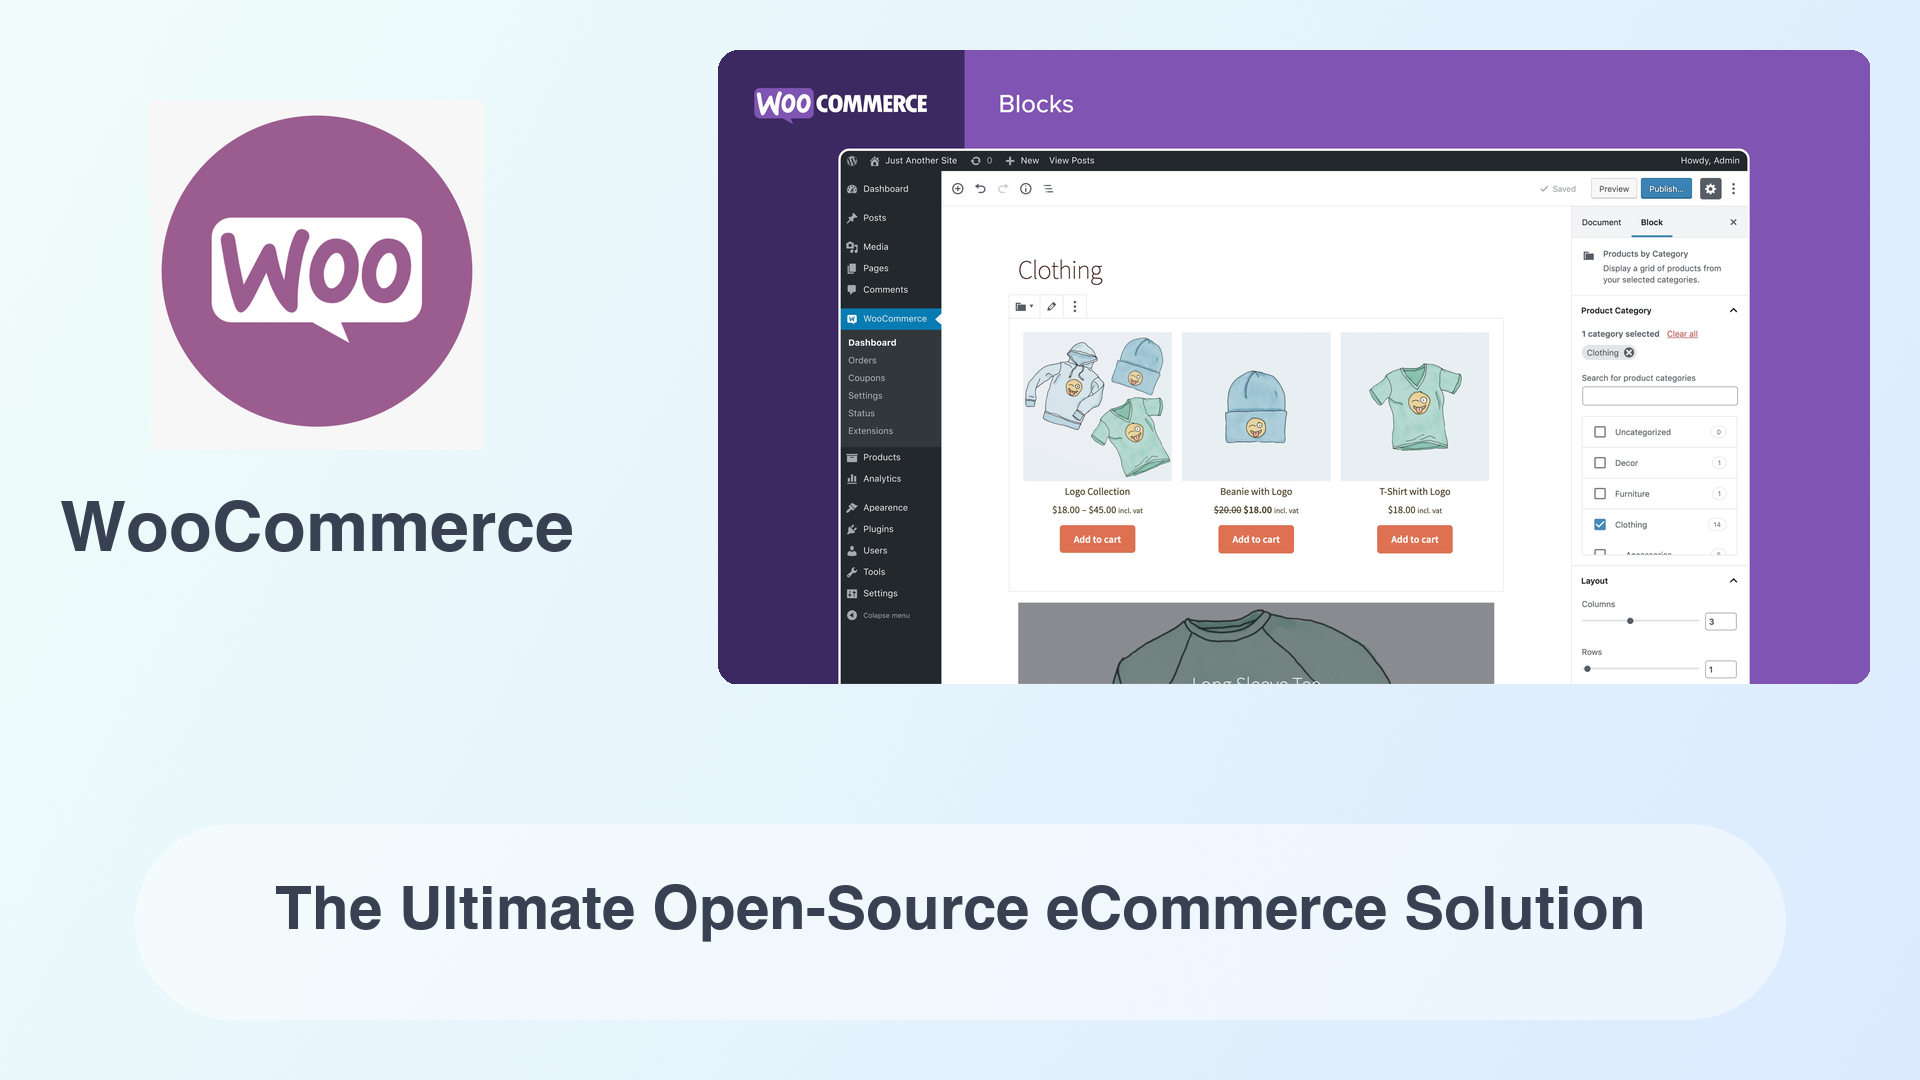 Woo
WooCommerce
WOO COMMERCE
Blocks
Just Another Site
0
New
View Posts
Howdy, Admin
Dashboard
Posts
Media
Pages
Comments
WooCommerce
Dashboard
Orders
Coupons
Settings
Status
Extensions
Products
Analytics
Apearence
Plugins
Users
Tools
Settings
Colapse menu
Saved
Preview
Publish...
Clothing
Logo Collection
$18.00 – $45.00 incl. vat
Add to cart
Beanie with Logo
$20.00 $18.00 incl. vat
Add to cart
T-Shirt with Logo
$18.00 incl. vat
Add to cart
Long Sleeve Tee
Document
Block
Products by Category
Display a grid of products from
your selected categories.
Product Category
1 category selected Clear all
Clothing
Search for product categories
Uncategorized 0
Decor 1
Furniture 1
Clothing 14
Accessories
Layout
Columns
3
Rows
1
The Ultimate Open-Source eCommerce Solution